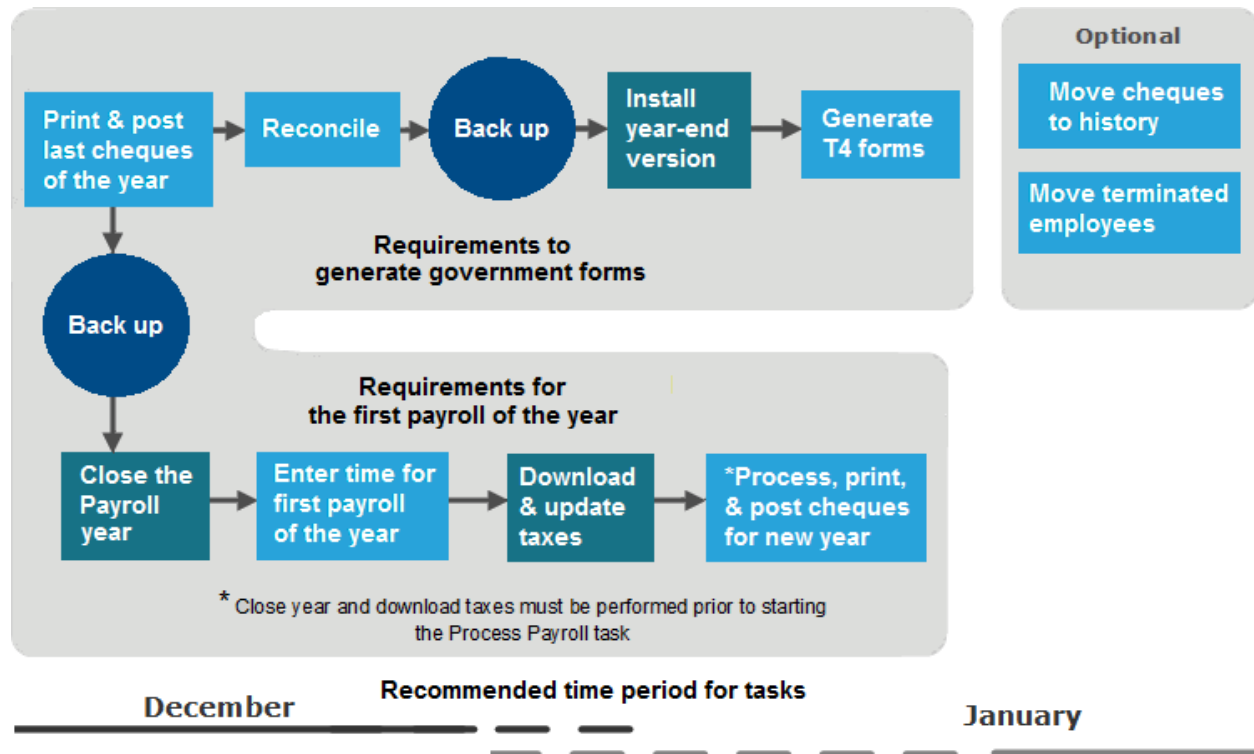 Print & post
last cheques
of the year
Reconcile
Back up
Install
year-end
version
Generate
T4 forms
Requirements to
generate government forms
Optional
Move cheques
to history
Move terminated
employees
Back up
Requirements for
the first payroll of the year
Close the
Payroll
year
Enter time for
first payroll
of the year
Download
& update
taxes
*Process, print,
& post cheques
for new year
* Close year and download taxes must be performed prior to starting
the Process Payroll task
Recommended time period for tasks
December
January